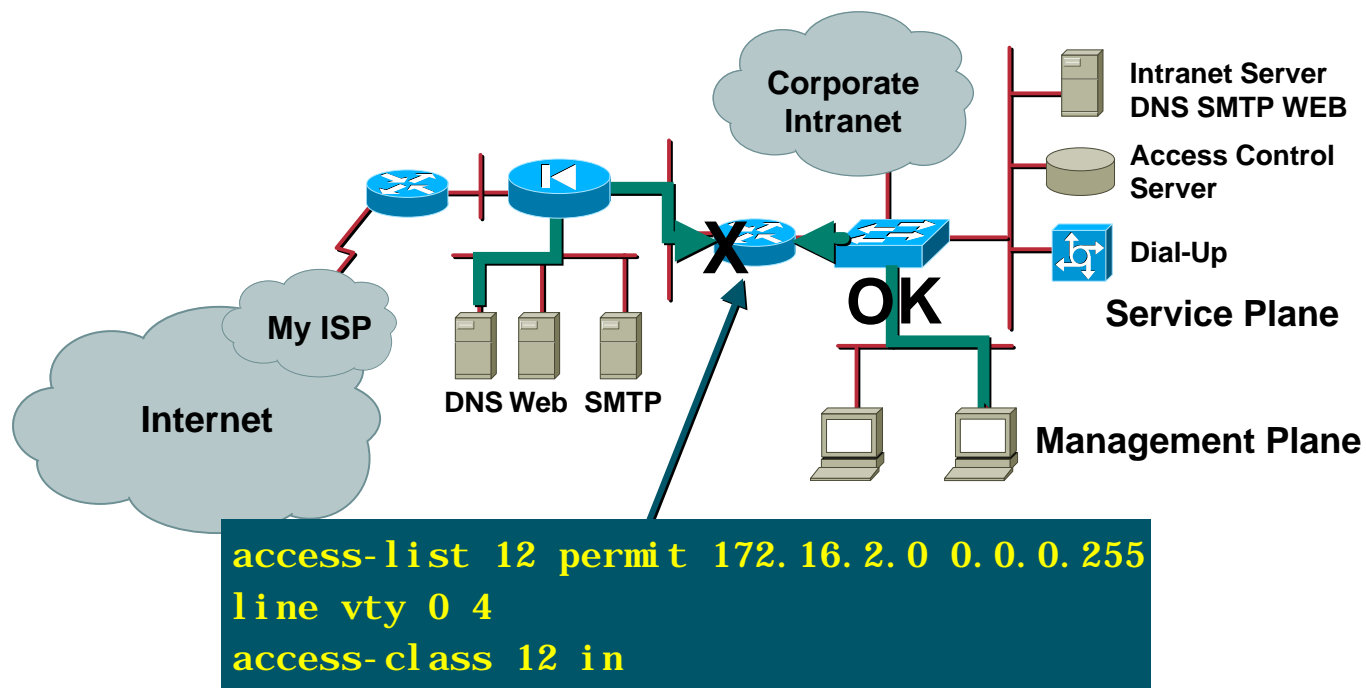 Corporate
Intranet
Intranet Server
DNS SMTP WEB
Access Control
Server
Dial-Up
Service Plane
X
OK
My ISP
Internet
DNS Web SMTP
Management Plane
access-list 12 permit 172.16.2.0 0.0.0.255
line vty 0 4
access-class 12 in